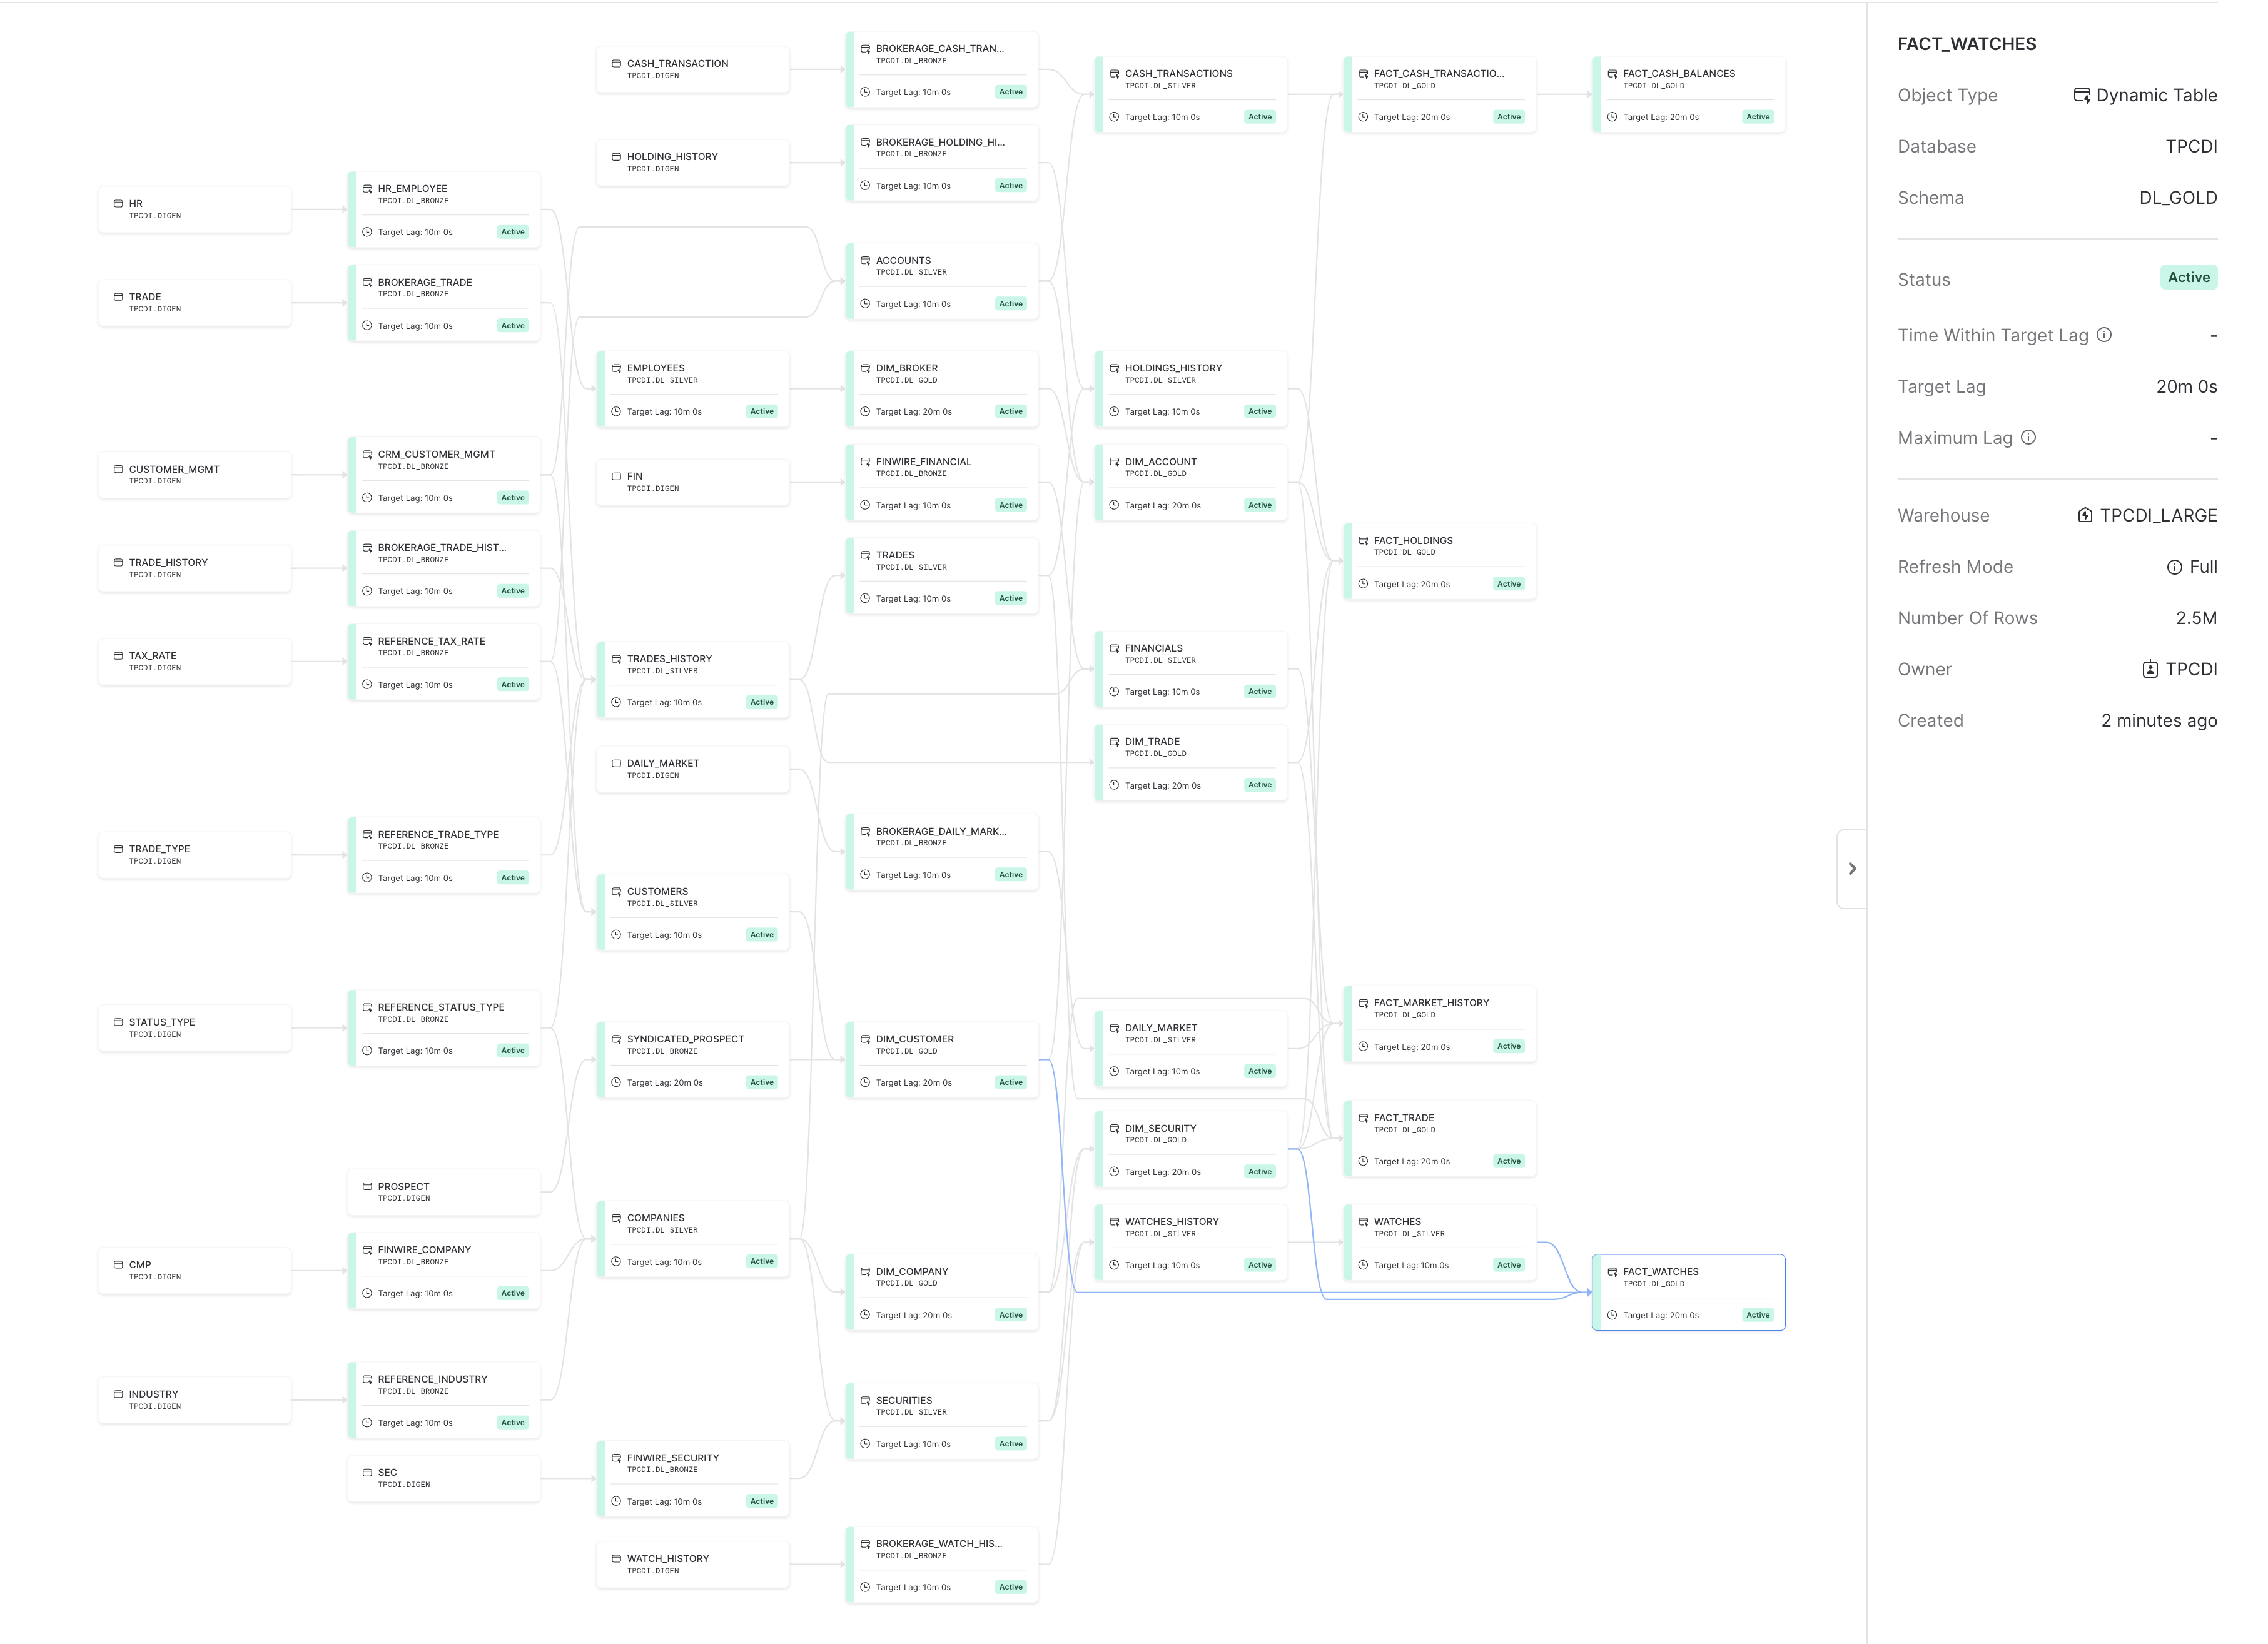 CASH_TRANSACTION
TPCDI.DIGEN
BROKERAGE_CASH_TRAN...
TPCDI.DL_BRONZE
Target Lag: 10m 0s Active
CASH_TRANSACTIONS
TPCDI.DL_SILVER
Target Lag: 10m 0s Active
FACT_CASH_TRANSACTIO...
TPCDI.DL_GOLD
Target Lag: 20m 0s Active
FACT_CASH_BALANCES
TPCDI.DL_GOLD
Target Lag: 20m 0s Active
HOLDING_HISTORY
TPCDI.DIGEN
BROKERAGE_HOLDING_HI...
TPCDI.DL_BRONZE
Target Lag: 10m 0s Active
HR
TPCDI.DIGEN
HR_EMPLOYEE
TPCDI.DL_BRONZE
Target Lag: 10m 0s Active
TRADE
TPCDI.DIGEN
BROKERAGE_TRADE
TPCDI.DL_BRONZE
Target Lag: 10m 0s Active
ACCOUNTS
TPCDI.DL_SILVER
Target Lag: 10m 0s Active
EMPLOYEES
TPCDI.DL_SILVER
Target Lag: 10m 0s Active
DIM_BROKER
TPCDI.DL_GOLD
Target Lag: 20m 0s Active
HOLDINGS_HISTORY
TPCDI.DL_SILVER
Target Lag: 10m 0s Active
CUSTOMER_MGMT
TPCDI.DIGEN
CRM_CUSTOMER_MGMT
TPCDI.DL_BRONZE
Target Lag: 10m 0s Active
FIN
TPCDI.DIGEN
FINWIRE_FINANCIAL
TPCDI.DL_BRONZE
Target Lag: 10m 0s Active
DIM_ACCOUNT
TPCDI.DL_GOLD
Target Lag: 20m 0s Active
TRADE_HISTORY
TPCDI.DIGEN
BROKERAGE_TRADE_HIST...
TPCDI.DL_BRONZE
Target Lag: 10m 0s Active
TRADES
TPCDI.DL_SILVER
Target Lag: 10m 0s Active
FACT_HOLDINGS
TPCDI.DL_GOLD
Target Lag: 20m 0s Active
TAX_RATE
TPCDI.DIGEN
REFERENCE_TAX_RATE
TPCDI.DL_BRONZE
Target Lag: 10m 0s Active
TRADES_HISTORY
TPCDI.DL_SILVER
Target Lag: 10m 0s Active
FINANCIALS
TPCDI.DL_SILVER
Target Lag: 10m 0s Active
DAILY_MARKET
TPCDI.DIGEN
DIM_TRADE
TPCDI.DL_GOLD
Target Lag: 20m 0s Active
TRADE_TYPE
TPCDI.DIGEN
REFERENCE_TRADE_TYPE
TPCDI.DL_BRONZE
Target Lag: 10m 0s Active
BROKERAGE_DAILY_MARK...
TPCDI.DL_BRONZE
Target Lag: 10m 0s Active
CUSTOMERS
TPCDI.DL_SILVER
Target Lag: 10m 0s Active
STATUS_TYPE
TPCDI.DIGEN
REFERENCE_STATUS_TYPE
TPCDI.DL_BRONZE
Target Lag: 10m 0s Active
SYNDICATED_PROSPECT
TPCDI.DL_BRONZE
Target Lag: 20m 0s Active
DIM_CUSTOMER
TPCDI.DL_GOLD
Target Lag: 20m 0s Active
DAILY_MARKET
TPCDI.DL_SILVER
Target Lag: 10m 0s Active
FACT_MARKET_HISTORY
TPCDI.DL_GOLD
Target Lag: 20m 0s Active
DIM_SECURITY
TPCDI.DL_GOLD
Target Lag: 20m 0s Active
FACT_TRADE
TPCDI.DL_GOLD
Target Lag: 20m 0s Active
PROSPECT
TPCDI.DIGEN
COMPANIES
TPCDI.DL_SILVER
Target Lag: 10m 0s Active
WATCHES_HISTORY
TPCDI.DL_SILVER
Target Lag: 10m 0s Active
WATCHES
TPCDI.DL_SILVER
Target Lag: 10m 0s Active
CMP
TPCDI.DIGEN
FINWIRE_COMPANY
TPCDI.DL_BRONZE
Target Lag: 10m 0s Active
DIM_COMPANY
TPCDI.DL_GOLD
Target Lag: 20m 0s Active
FACT_WATCHES
TPCDI.DL_GOLD
Target Lag: 20m 0s Active
INDUSTRY
TPCDI.DIGEN
REFERENCE_INDUSTRY
TPCDI.DL_BRONZE
Target Lag: 10m 0s Active
SECURITIES
TPCDI.DL_SILVER
Target Lag: 10m 0s Active
SEC
TPCDI.DIGEN
FINWIRE_SECURITY
TPCDI.DL_BRONZE
Target Lag: 10m 0s Active
WATCH_HISTORY
TPCDI.DIGEN
BROKERAGE_WATCH_HIS...
TPCDI.DL_BRONZE
Target Lag: 10m 0s Active
FACT_WATCHES
Object Type Dynamic Table
Database TPCDI
Schema DL_GOLD
Status Active
Time Within Target Lag -
Target Lag 20m 0s
Maximum Lag -
Warehouse TPCDI_LARGE
Refresh Mode Full
Number Of Rows 2.5M
Owner TPCDI
Created 2 minutes ago